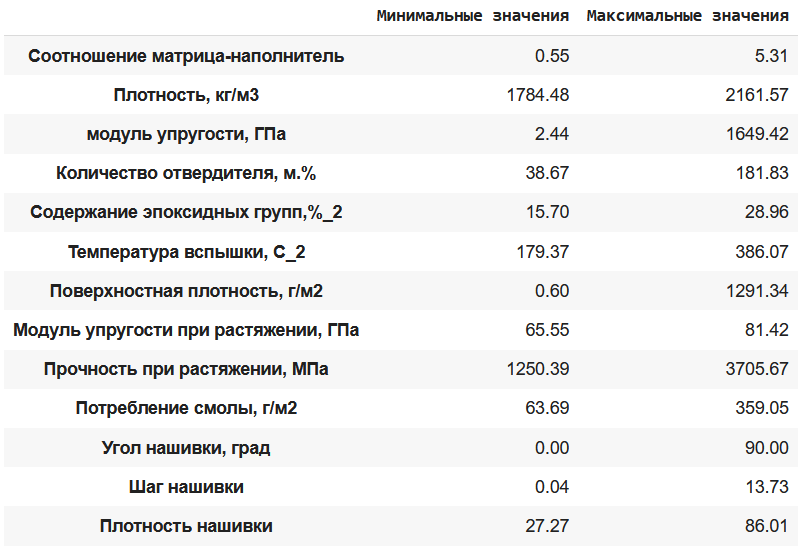 Минимальные значения Максимальные значения
Соотношение матрица-наполнитель 0.55 5.31
Плотность, кг/м3 1784.48 2161.57
модуль упругости, ГПа 2.44 1649.42
Количество отвердителя, м.% 38.67 181.83
Содержание эпоксидных групп,%_2 15.70 28.96
Температура вспышки, С_2 179.37 386.07
Поверхностная плотность, г/м2 0.60 1291.34
Модуль упругости при растяжении, ГПа 65.55 81.42
Прочность при растяжении, МПа 1250.39 3705.67
Потребление смолы, г/м2 63.69 359.05
Угол нашивки, град 0.00 90.00
Шаг нашивки 0.04 13.73
Плотность нашивки 27.27 86.01